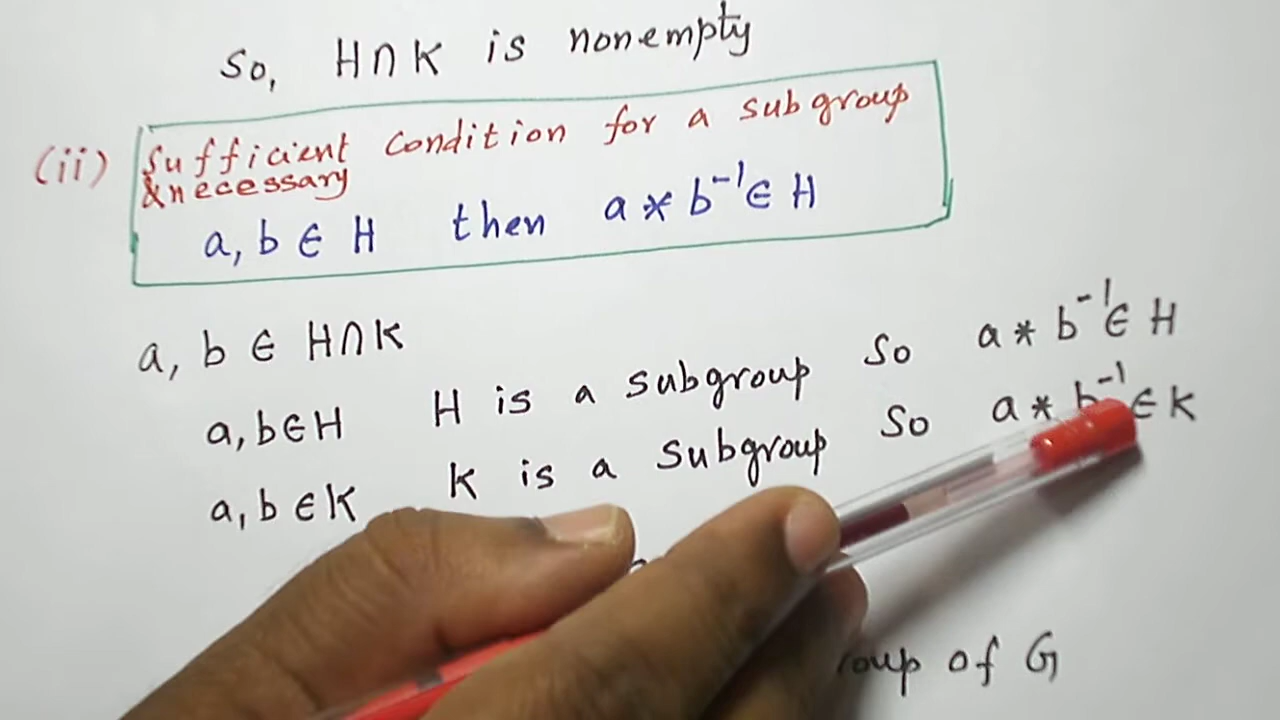 So, H∩K is nonempty
(ii) Sufficient Condition for a subgroup
& necessary
a, b ∈ H then a * b⁻¹ ∈ H
a, b ∈ H∩K
a, b ∈ H H is a subgroup So a * b⁻¹ ∈ H
a, b ∈ K K is a subgroup So a * b⁻¹ ∈ K
of G